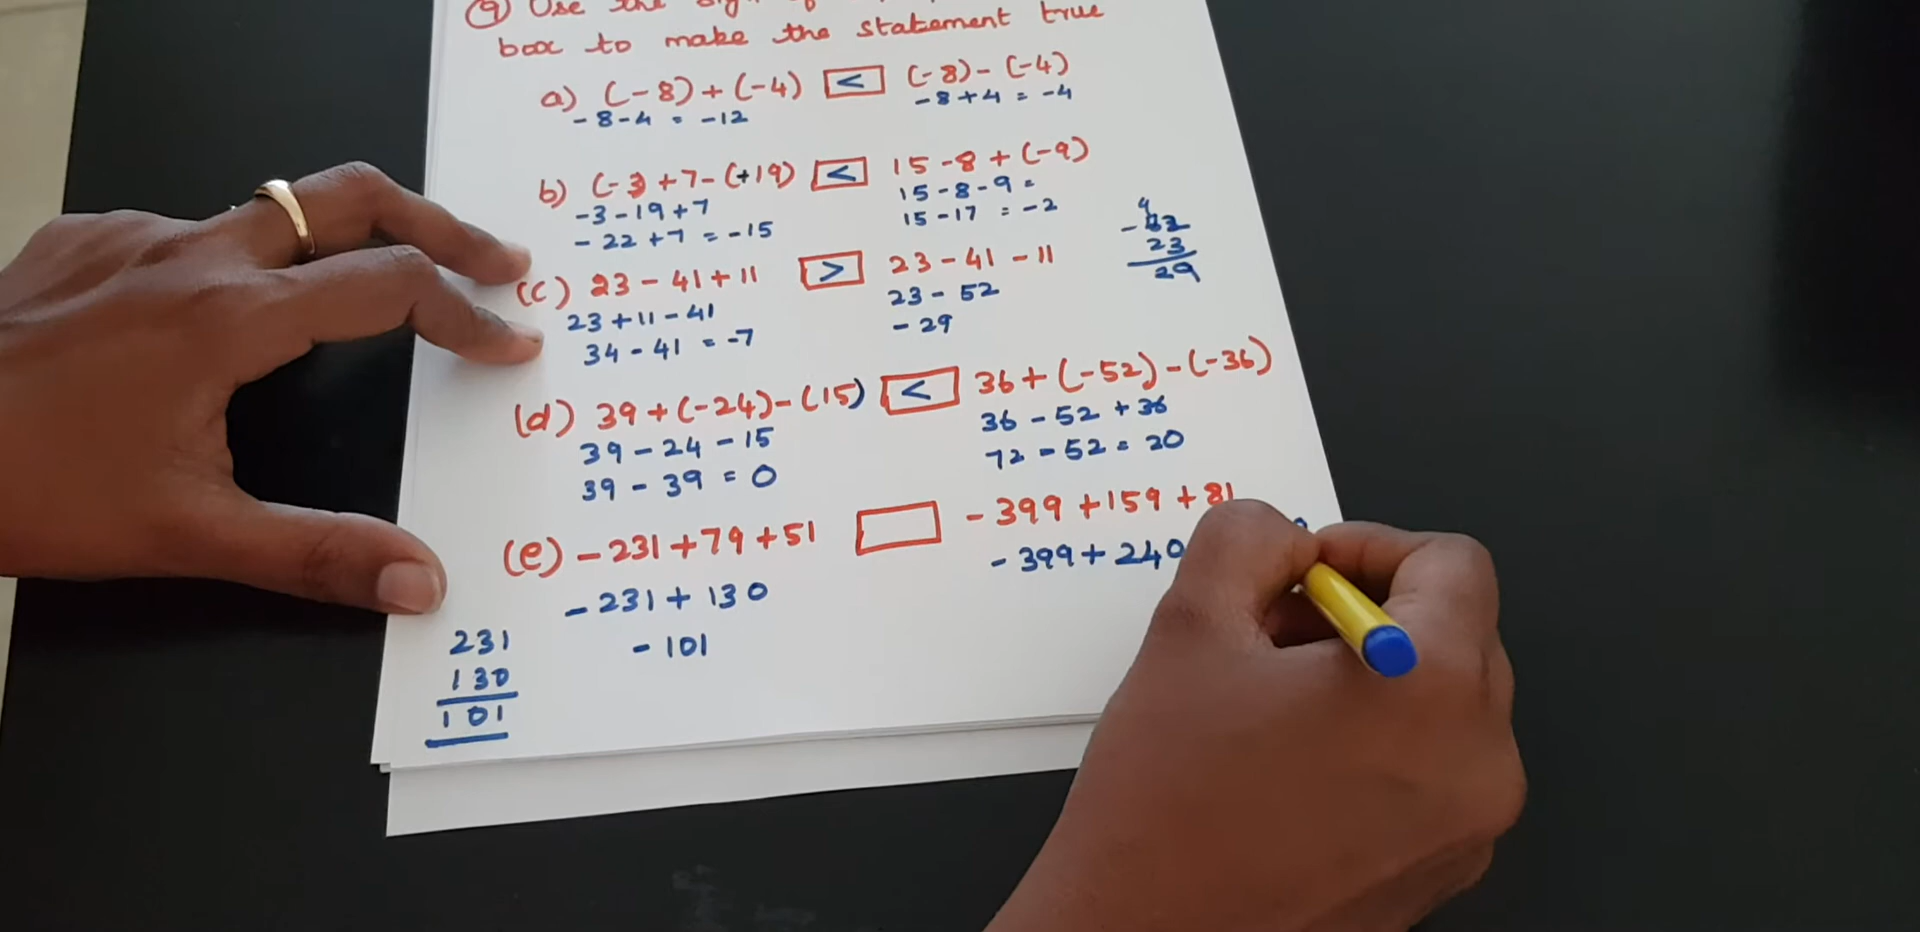 9) Use the
box to make the statement true
a) (-8) + (-4) < (-8) - (-4)
-8-4 = -12 -8+4 = -4
b) (-3 +7 - (+19) < 15 -8 + (-9)
-3-19+7 15-8-9 =
-22+7 = -15 15-17 = -2
(c) 23 - 41 + 11 > 23 - 41 - 11
23+11-41 23 - 52
34-41 = -7 -29
23
29
(d) 39 + (-24) - (15) < 36 + (-52) - (-36)
39 - 24 - 15 36 - 52 + 36
39 - 39 = 0 72 - 52 = 20
(e) -231 + 79 + 51 -399 + 159 + 81
-231 + 130 -399 + 240
-101
231
130
101